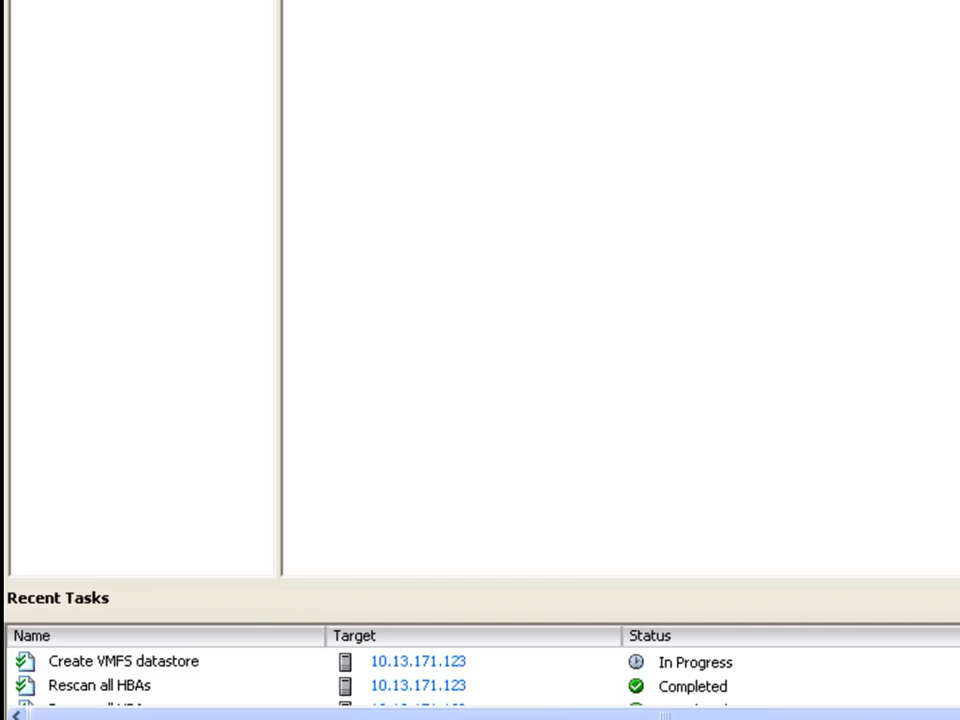 Recent Tasks
Name Target Status
Create VMFS datastore 10.13.171.123 In Progress
Rescan all HBAs 10.13.171.123 Completed